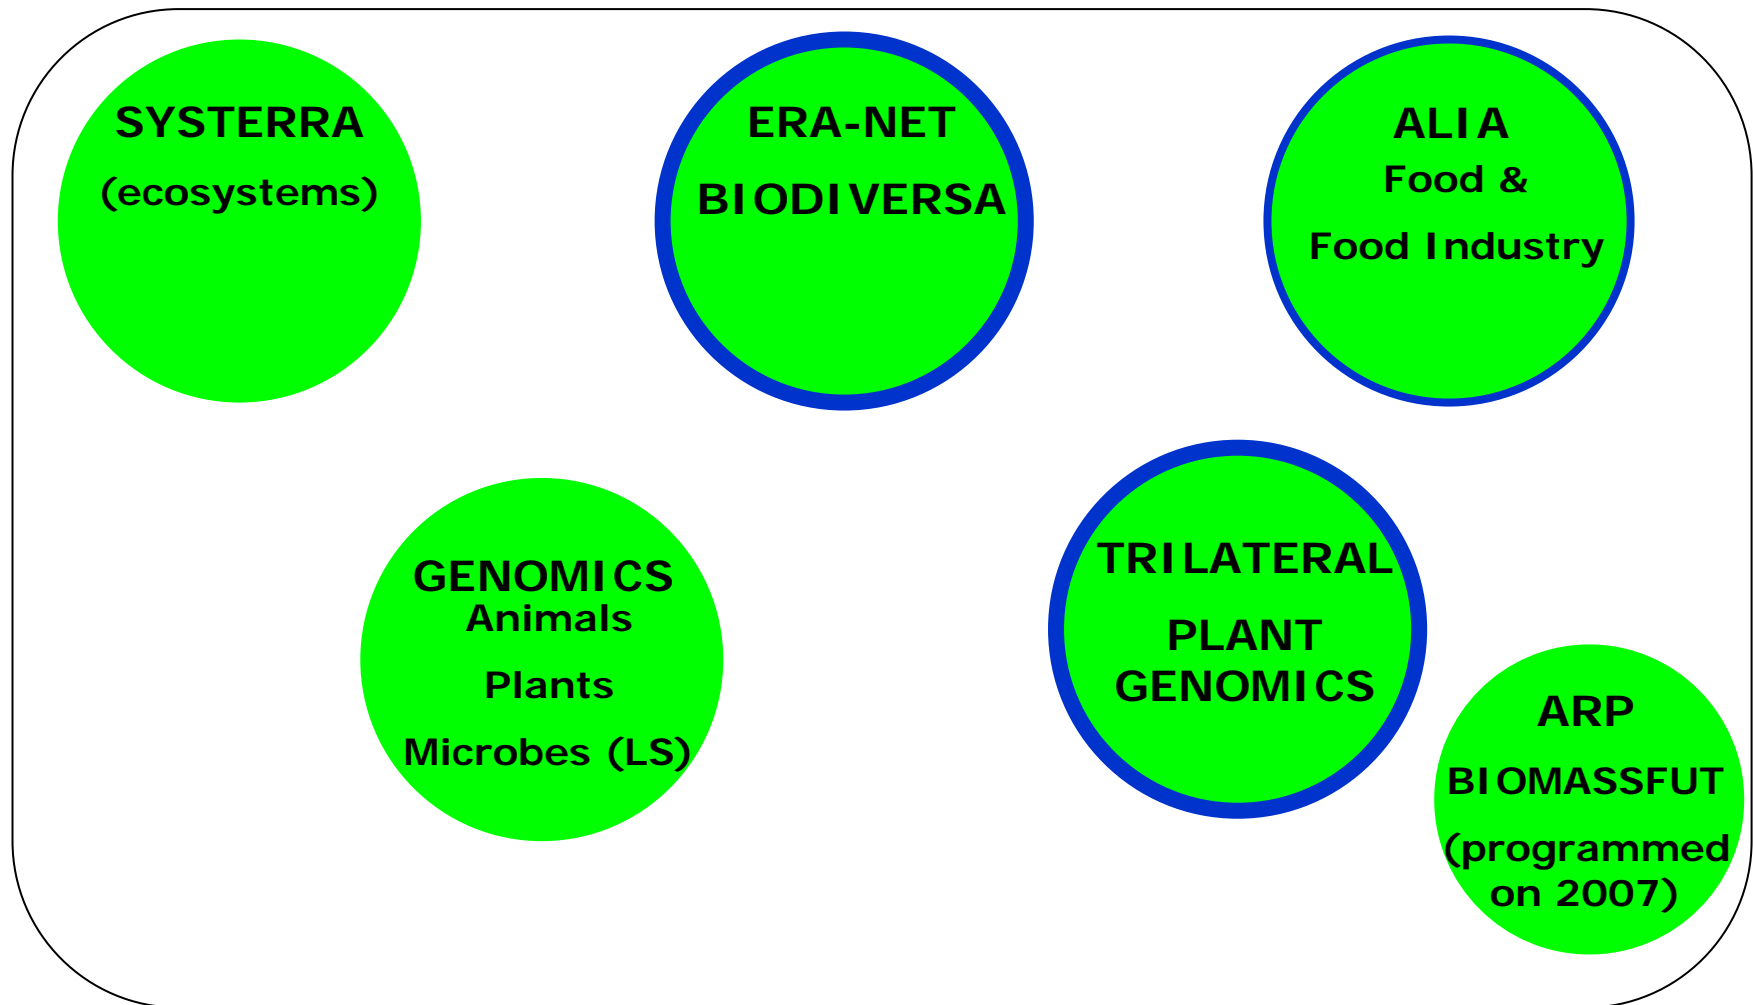 SYSTERRA
(ecosystems)
ERA-NET
BIODIVERSA
ALIA
Food &
Food Industry
GENOMICS
Animals
Plants
Microbes (LS)
TRILATERAL
PLANT
GENOMICS
ARP
BIOMASSFUT
(programmed
on 2007)